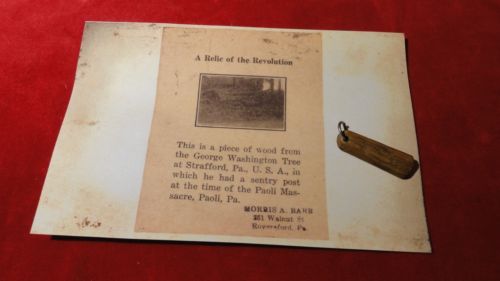 A Relic of the Revolution
This is a piece of wood from
the George Washington Tree
at Strafford, Pa., U. S. A., in
which he had a sentry post
at the time of the Paoli Mas-
sacre, Paoli, Pa.
MORRIS A. BARR
251 Walnut St
Royersford, Pa.